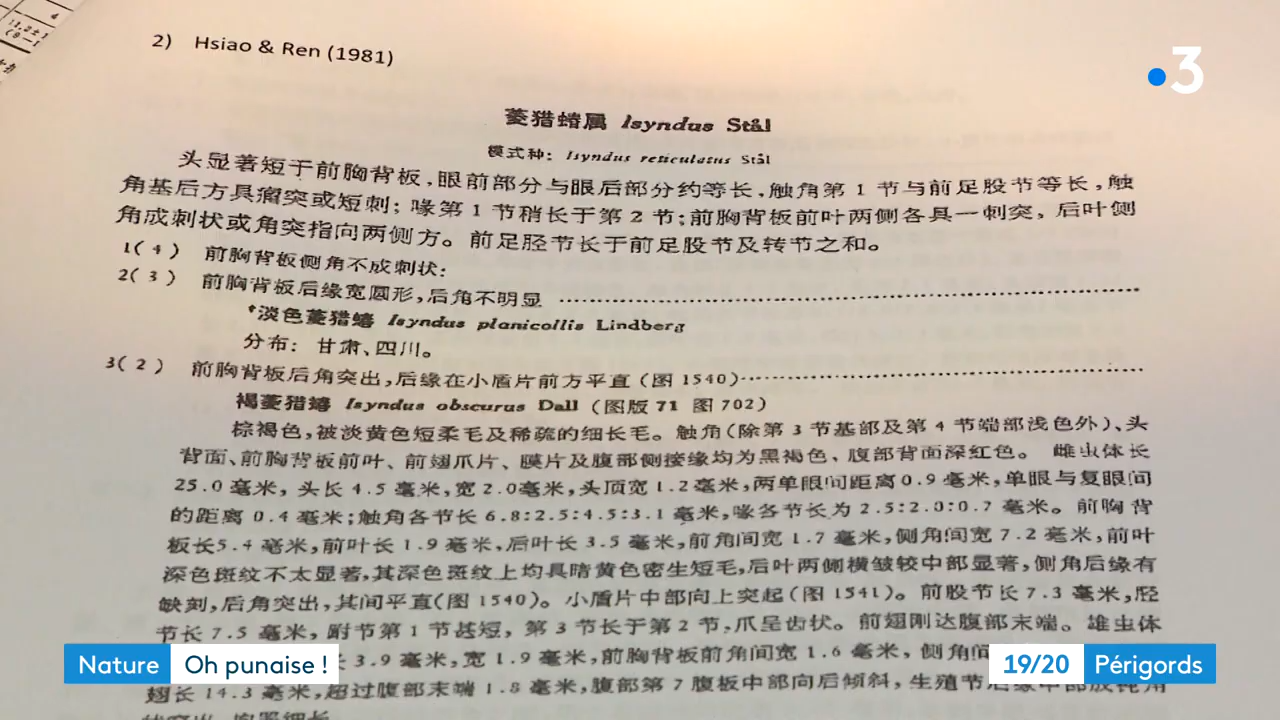 2) Hsiao & Ren (1981)
3
菱猎蝽属 Isyndus Stål
模式种：Isyndus reticulatus Stål
头显著短于前胸背板，眼前部分与眼后部分约等长，触角第 1 节与前足股节等长，触
角基后方具瘤突或短刺；喙第 1 节稍长于第 2 节；前胸背板前叶两侧各具一刺突，后叶侧
角成刺状或角突指向两侧方。前足胫节长于前足股节及转节之和。
1( 4 ) 前胸背板侧角不成刺状：
2( 3 ) 前胸背板后缘宽圆形，后角不明显
*淡色菱猎蝽 Isyndus planicollis Lindberg
分布：甘肃、四川。
3( 2 ) 前胸背板后角突出，后缘在小盾片前方平直（图 1540）
褐菱猎蝽 Isyndus obscurus Dall（图版 71 图 702）
棕褐色，被淡黄色短柔毛及稀疏的细长毛。触角（除第 3 节基部及第 4 节端部浅色外）、头
背面、前胸背板前叶、前翅爪片、膜片及腹部侧接缘均为黑褐色，腹部背面深红色。 雌虫体长
25.0 毫米，头长 4.5 毫米，宽 2.0毫米，头顶宽 1.2 毫米，两单眼间距离 0.9 毫米，单眼与复眼间
的距离 0.4 毫米；触角各节长 6.8:2.5:4.5:3.1 毫米，喙各节长为 2.5:2.0:0.7 毫米。前胸背
板长5.4 毫米，前叶长 1.9 毫米，后叶长 3.5 毫米，前角间宽 1.7 毫米，侧角间宽 7.2 毫米，前叶
深色斑纹不太显著，其深色斑纹上均具暗黄色密生短毛，后叶两侧横皱较中部显著，侧角后缘有
缺刻，后角突出，其间平直（图 1540）。小盾片中部向上突起（图 1541）。前股节长 7.3 毫米，胫
节长 7.5 毫米，跗节第 1 节甚短，第 3 节长于第 2 节，爪呈齿状。前翅刚达腹部末端。雄虫体
3.9 毫米，宽 1.9 毫米，前胸背板前角间宽 1.6 毫米，侧角间
翅长 14.3 毫米，超过腹部末端 1.8 毫米，腹部第 7 腹板中部向后倾斜，生殖节后缘中部
Nature Oh punaise !
19/20 Périgords